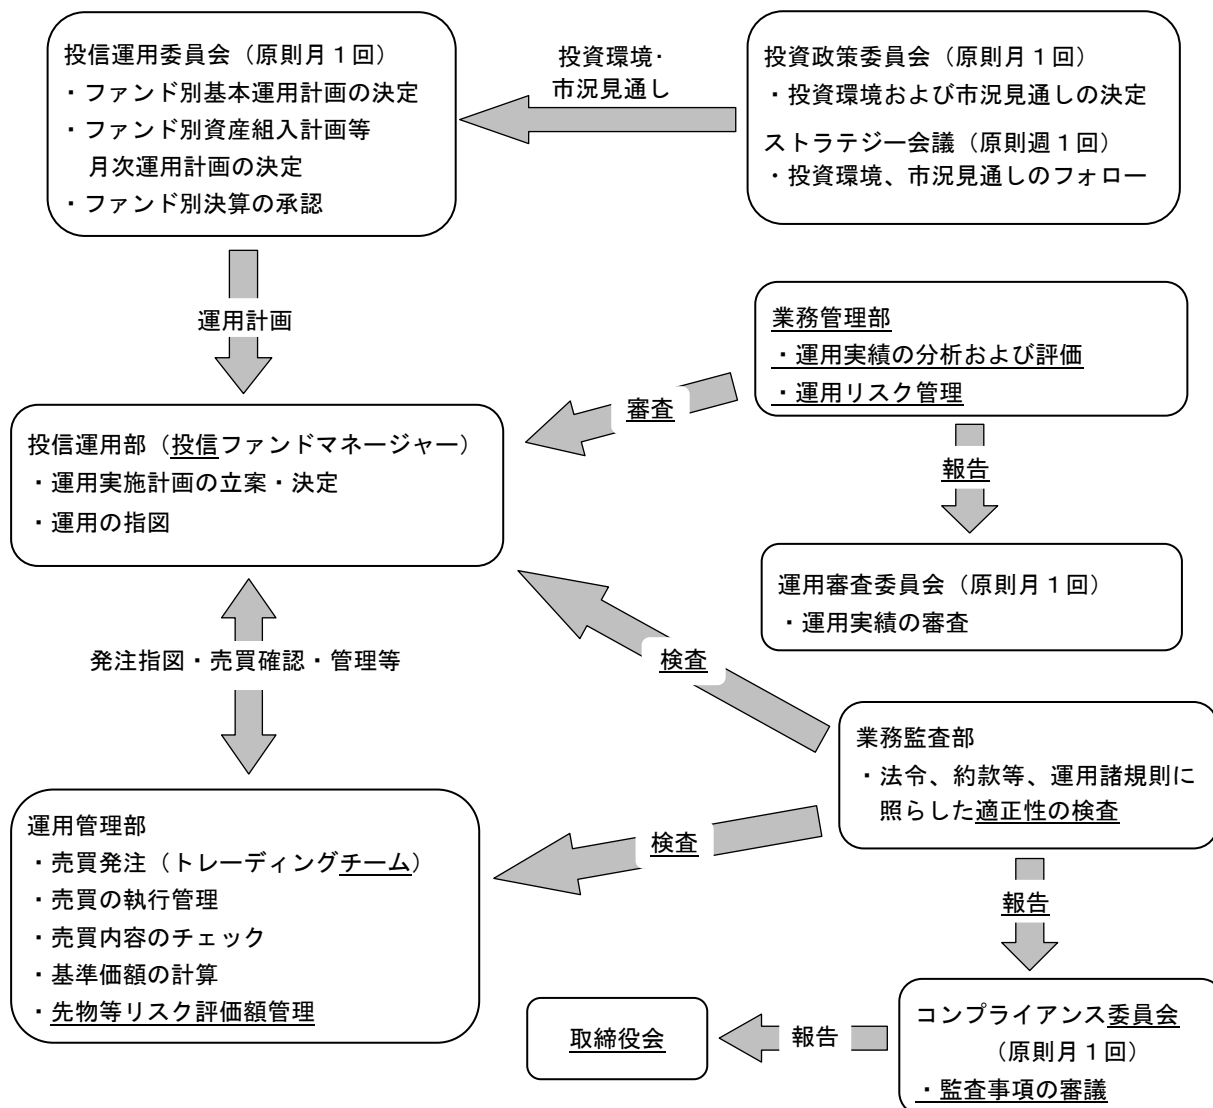 投信運用委員会（原則月１回）
・ファンド別基本運用計画の決定
・ファンド別資産組入計画等
月次運用計画の決定
・ファンド別決算の承認
投資環境・
市況見通し
投資政策委員会（原則月１回）
・投資環境および市況見通しの決定
ストラテジー会議（原則週１回）
・投資環境、市況見通しのフォロー
運用計画
業務管理部
・運用実績の分析および評価
・運用リスク管理
審査
報告
投信運用部（投信ファンドマネージャー）
・運用実施計画の立案・決定
・運用の指図
運用審査委員会（原則月１回）
・運用実績の審査
発注指図・売買確認・管理等
検査
業務監査部
・法令、約款等、運用諸規則に
照らした適正性の検査
運用管理部
・売買発注（トレーディングチーム）
・売買の執行管理
・売買内容のチェック
・基準価額の計算
・先物等リスク評価額管理
検査
報告
コンプライアンス委員会
（原則月１回）
・監査事項の審議
報告
取締役会